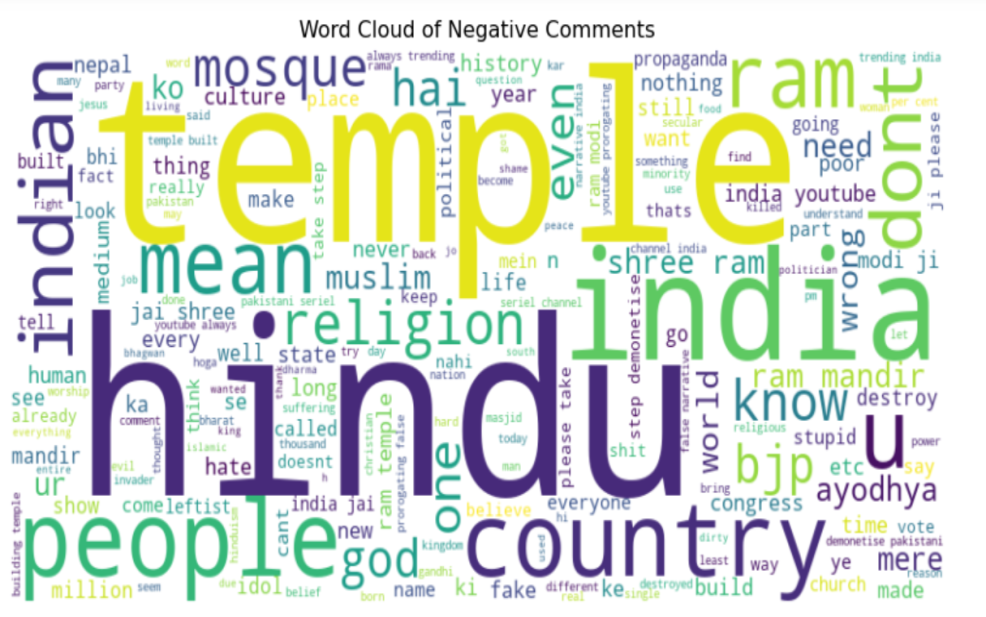 Word Cloud of Negative Comments
nepal
word
mosque
always trending
rama
history
kar
propaganda
trending india
many
party
ko
hai
question
nothing
ram
jesus
living
culture
place
year
still
food
woman
per cent
indian
said
temple
even
narrative india
ram modi
youtube prorogating
secular
want
going
dont
temple built
political
got
need
built
bhi
thing
shame
something
find
poor
ji please
fact
really
become
minority
india
youtube
right
pakistan
make
take step
use
killed
understand
look
may
peace
thats
part
medium
mean
never
back
jo
mein
n
channel india
shree ram
politician
wrong
modi ji
job
muslim
life
india
pm
done
pakistani seriel
keep
seriel channel
jai shree
tell
youtube always
religion
step demonetise
go
let
every
bhagwan
hoga
well
state
try
day
nahi
south
false narrative
human
hindu
dharma
thank
nation
ram mandir
see
worship
ka
think
wanted
se
long
please take
world
know
destroy
already
comment
bharat
suffering
hard
masjid
religious
u
everything
king
called
christian
ram temple
one
today
stupid
power
mandir
thought
islamic
thousand
shit
bjp
etc
say
entire
evil
hate
doesnt
prorogating false
man
ur
invader
h
bring
ayodhya
building temple
show
come
leftist
india jai
believe
everyone
congress
people
hinduism
cant
new
hi
country
dirty
time
vote
god
kingdom
used
demonetise pakistani
least
way
ye
mere
million
seem
due
idol
belief
gandhi
born
name
ki
fake
different
real
ke
destroyed
single
build
church
reason
made